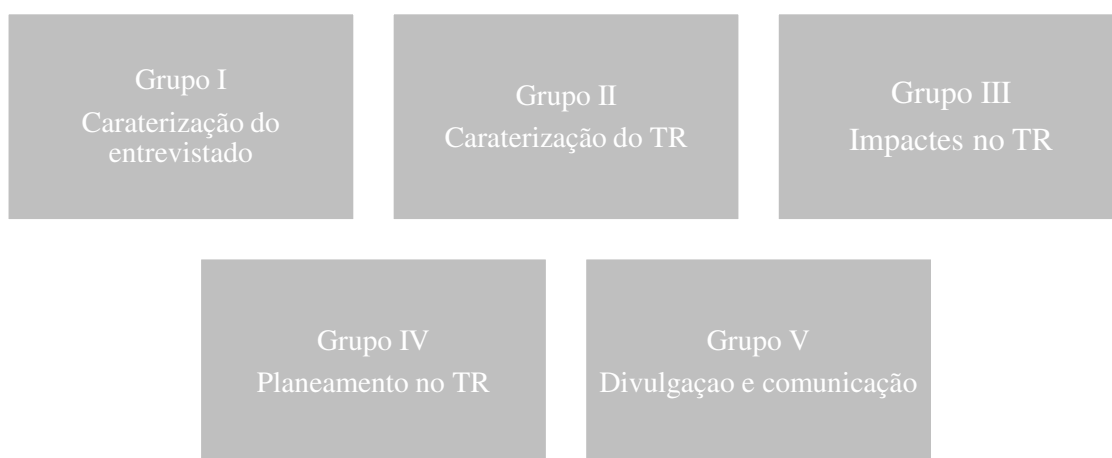 Grupo I
Caraterização do
entrevistado
Grupo II
Caraterização do TR
Grupo III
Impactes no TR
Grupo IV
Planeamento no TR
Grupo V
Divulgaçao e comunicação